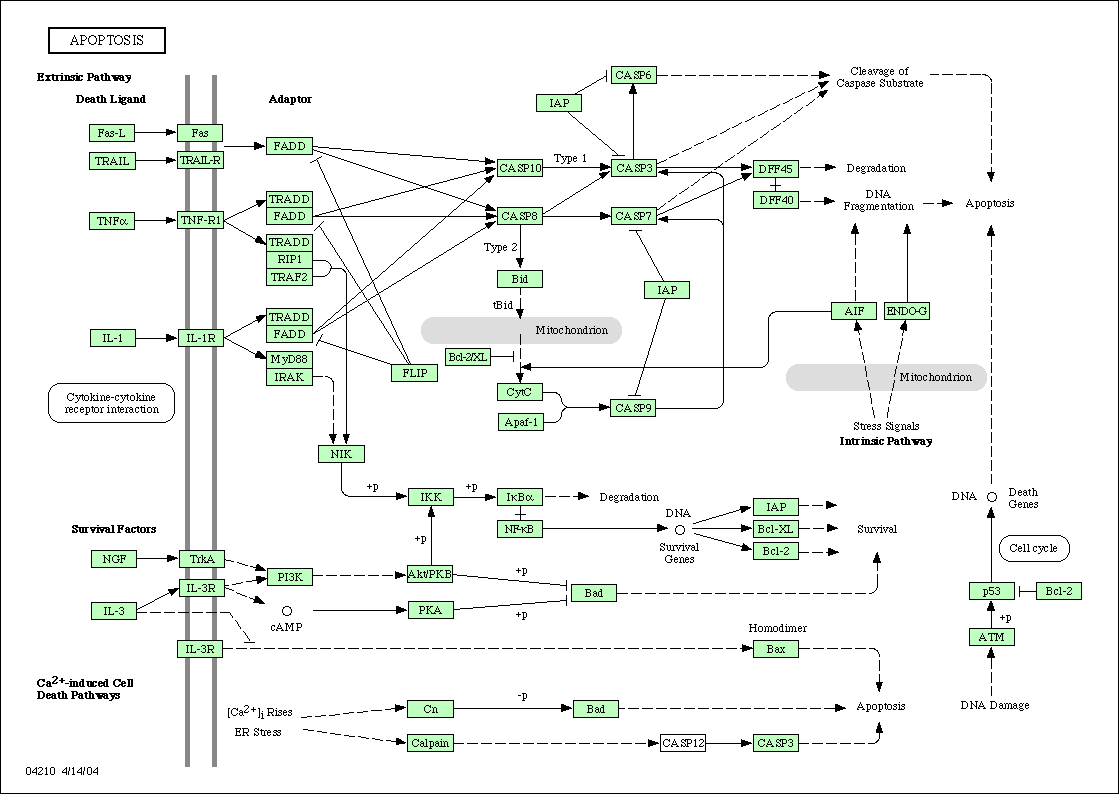 APOPTOSIS
Extrinsic Pathway
Death Ligand
Adaptor
Fas-L
Fas
TRAIL
TRAIL-R
FADD
TNFα
TNF-R1
TRADD
FADD
TRADD
RIP1
TRAF2
IL-1
IL-1R
TRADD
FADD
MyD88
IRAK
FLIP
Cytokine-cytokine
receptor interaction
NIK
CASP6
IAP
CASP10
Type 1
CASP3
CASP8
CASP7
Type 2
Bid
tBid
Mitochondrion
Bcl-2/XL
CytC
Apaf-1
CASP9
IAP
Cleavage of
Caspase Substrate
DFF45
Degradation
DFF40
DNA
Fragmentation
Apoptosis
AIF
ENDO-G
Mitochondrion
Stress Signals
Intrinsic Pathway
+p
IKK
+p
IκBα
Degradation
NF-κB
DNA
Survival
Genes
IAP
Bcl-XL
Bcl-2
Survival
DNA
Death
Genes
Cell cycle
p53
Bcl-2
+p
ATM
DNA Damage
Survival Factors
NGF
TrkA
IL-3R
IL-3
PI3K
cAMP
+p
Akt/PKB
+p
PKA
+p
Bad
IL-3R
Homodimer
Bax
Ca2+-induced Cell
Death Pathways
[Ca2+]i Rises
ER Stress
Cn
-p
Bad
Apoptosis
Calpain
CASP12
CASP3
04210 4/14/04